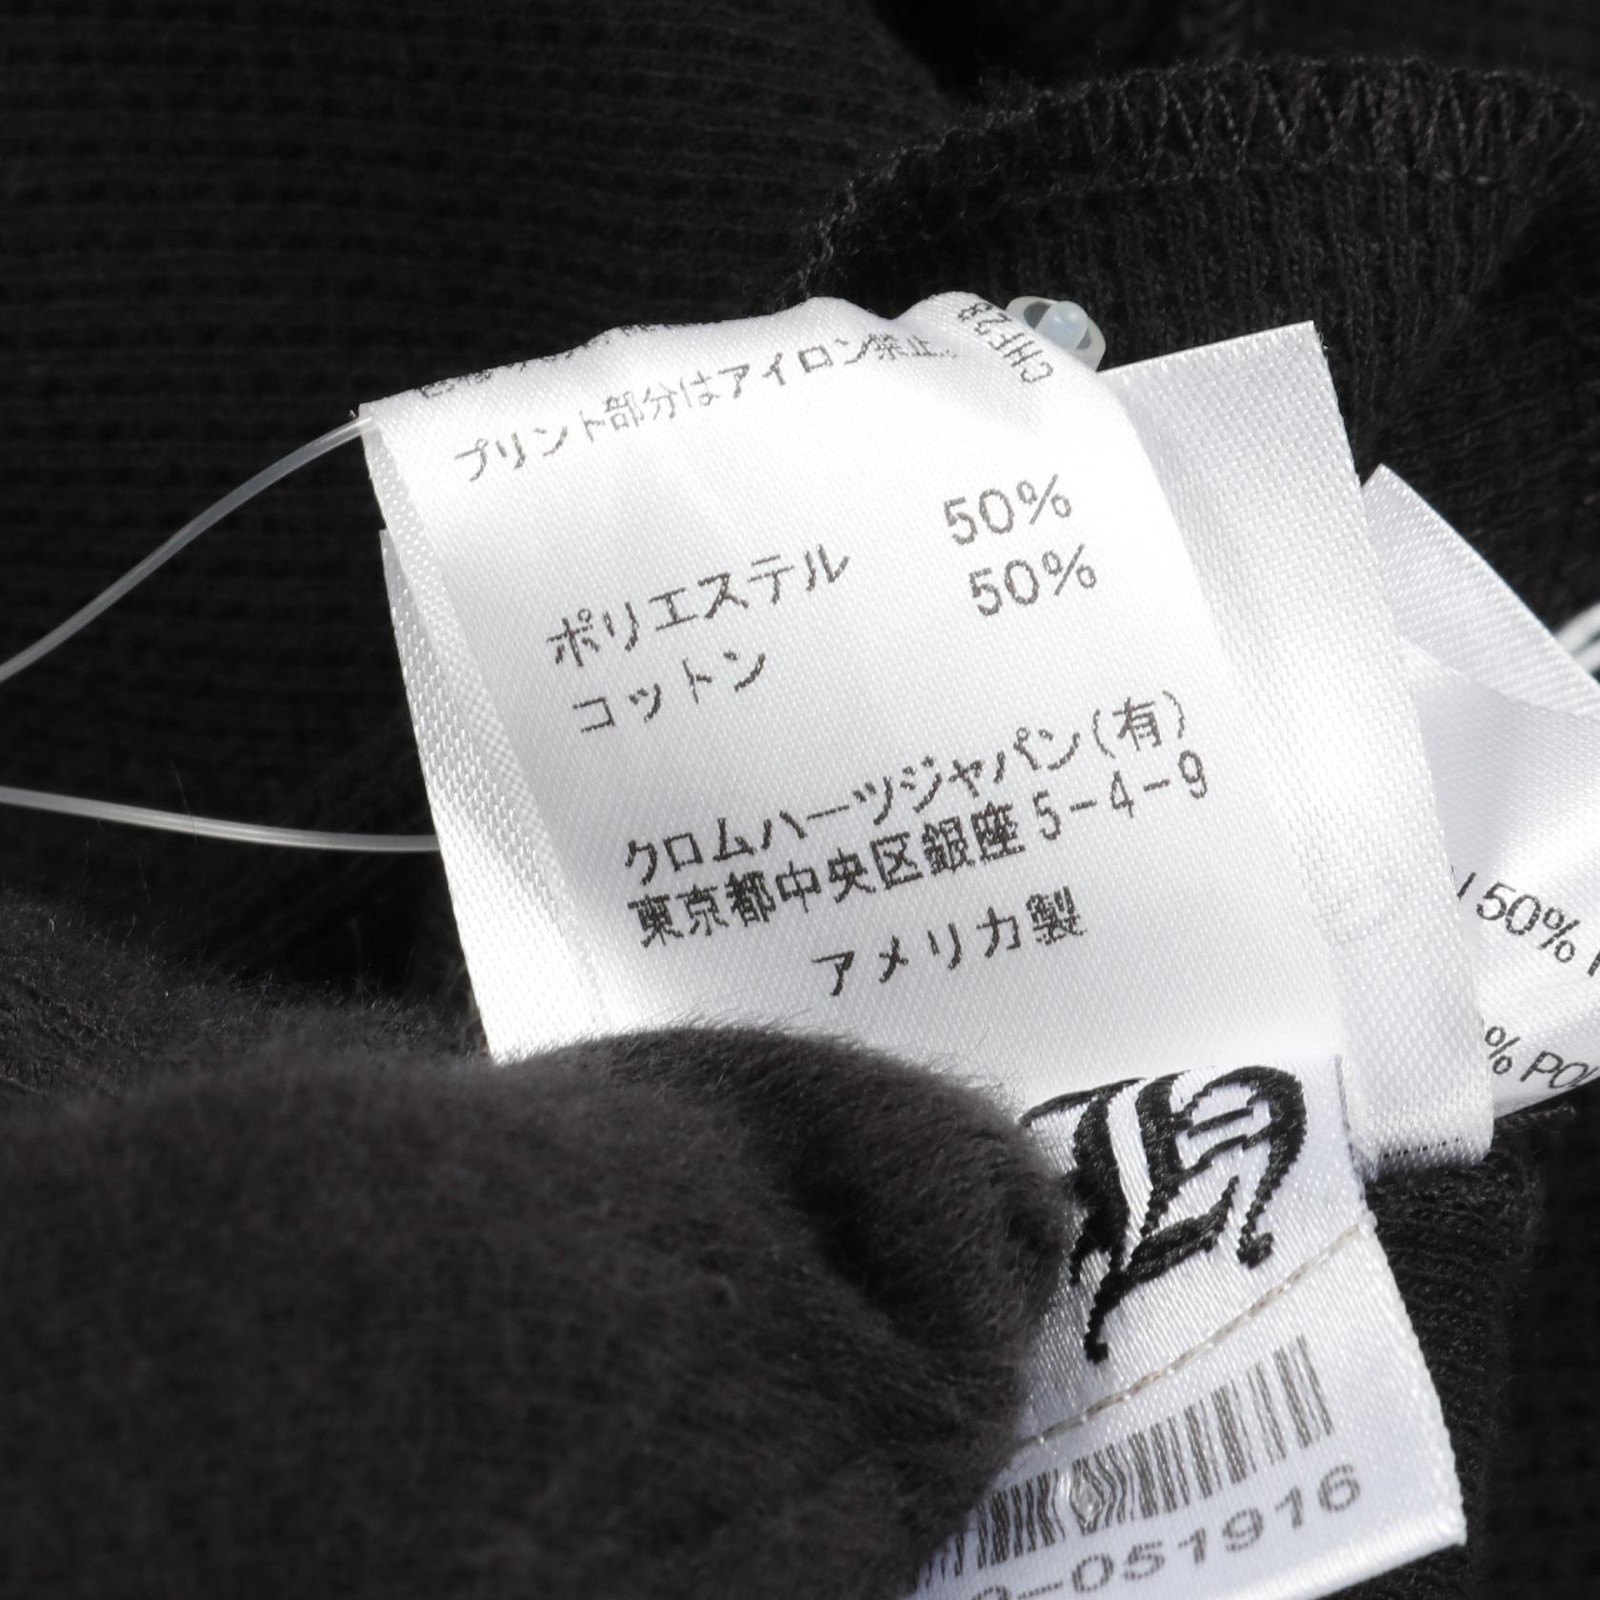 プリント部分はアイロン禁止。
CHF28
ポリエステル 50%
コットン 50%
クロムハーツジャパン(有)
東京都中央区銀座5-4-9
アメリカ製
50%
% POL
-051916